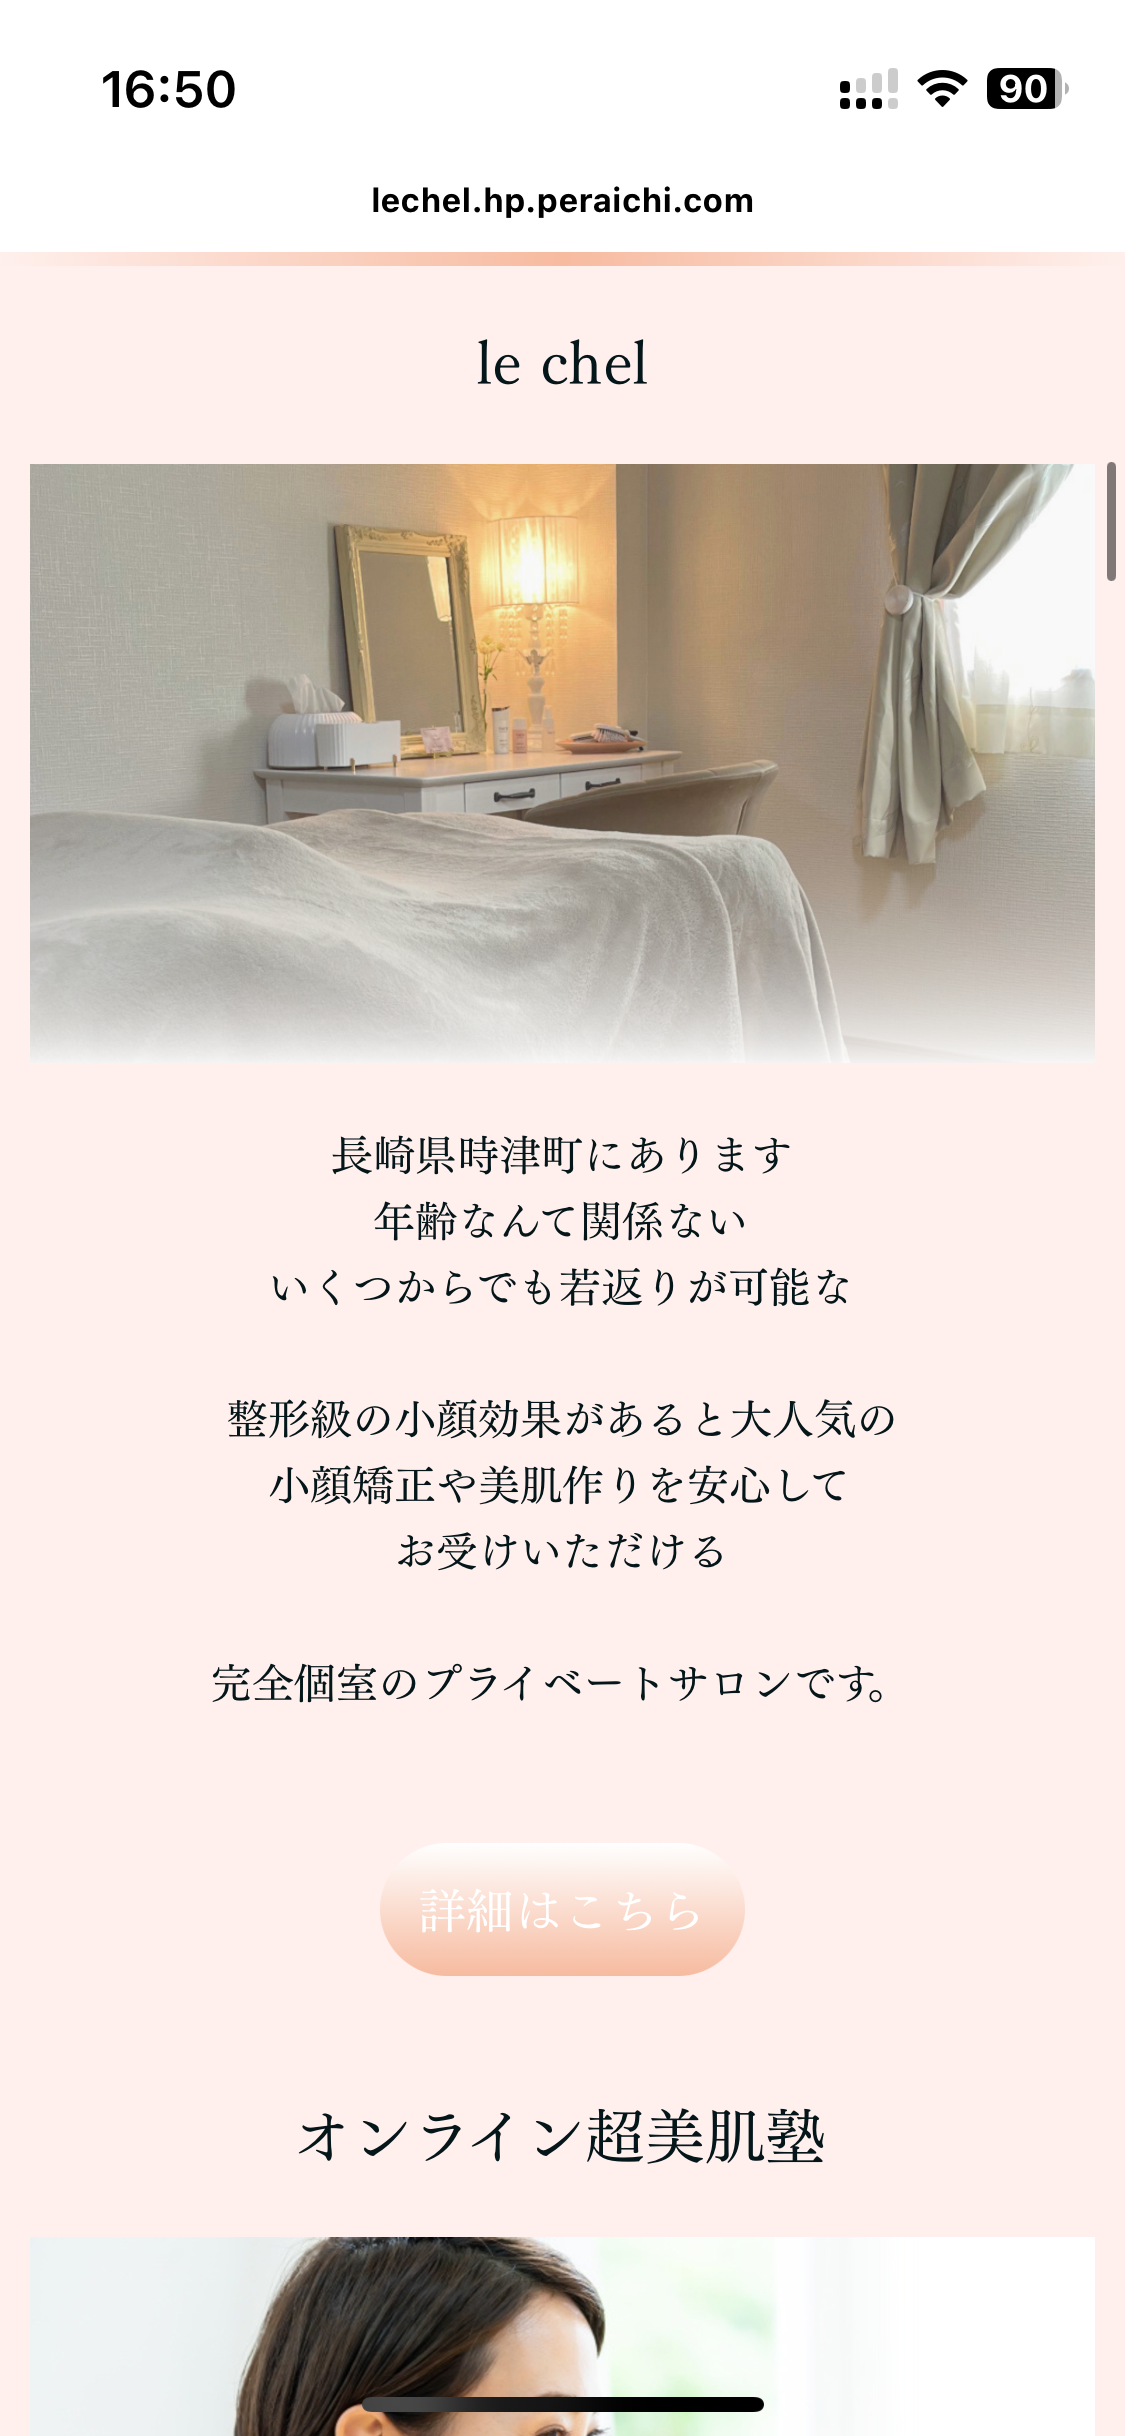 16:50
90
lechel.hp.peraichi.com
le chel
長崎県時津町にあります
年齢なんて関係ない
いくつからでも若返りが可能な
整形級の小顔効果があると大人気の
小顔矯正や美肌作りを安心して
お受けいただける
完全個室のプライベートサロンです。
詳細はこちら
オンライン超美肌塾